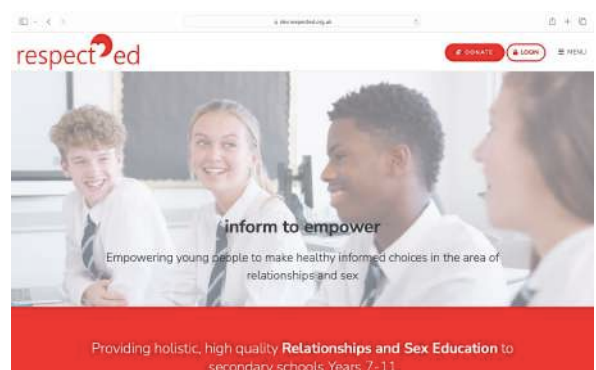 respect ed
DONATE
LOGIN
MENU
inform to empower
Empowering young people to make healthy informed choices in the area of
relationships and sex
Providing holistic, high quality Relationships and Sex Education to
secondary schools Years 7-11